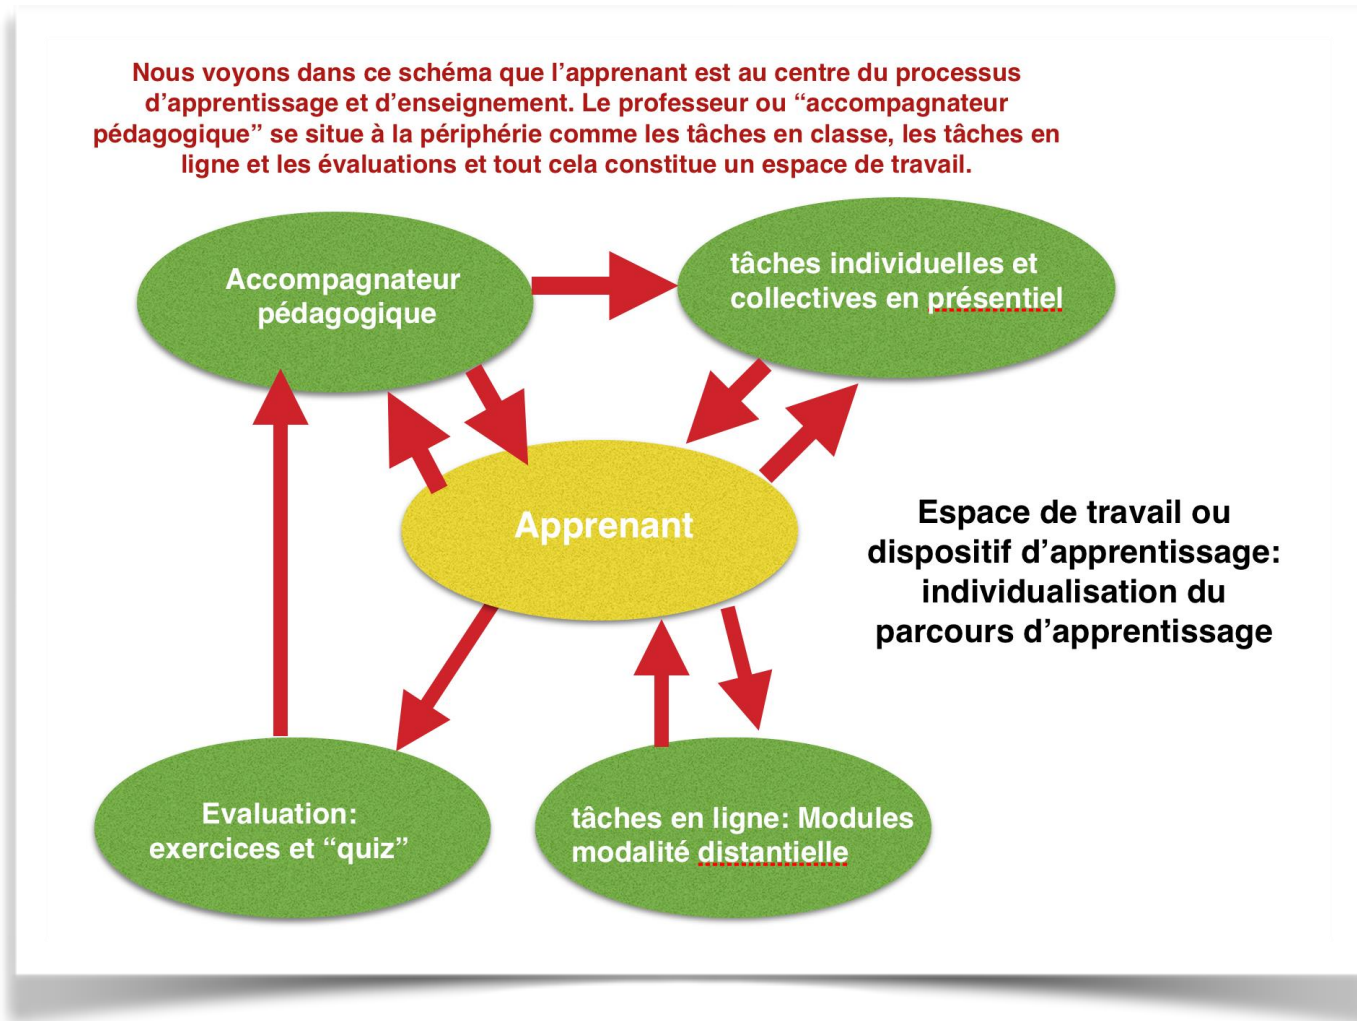 Nous voyons dans ce schéma que l’apprenant est au centre du processus
d’apprentissage et d’enseignement. Le professeur ou “accompagnateur
pédagogique” se situe à la périphérie comme les tâches en classe, les tâches en
ligne et les évaluations et tout cela constitue un espace de travail.
Accompagnateur
pédagogique
tâches individuelles et
collectives en présentiel
Apprenant
Espace de travail ou
dispositif d’apprentissage:
individualisation du
parcours d’apprentissage
Evaluation:
exercices et “quiz”
tâches en ligne: Modules
modalité distantielle